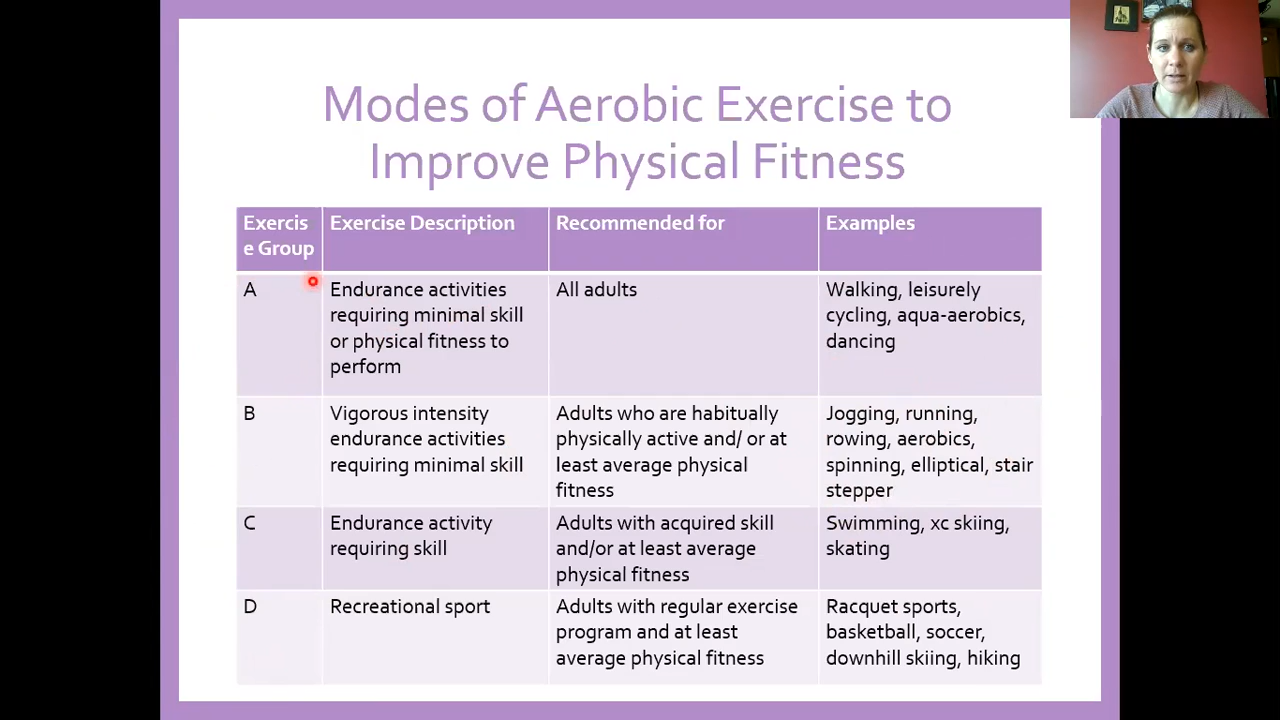 Modes of Aerobic Exercise to
Improve Physical Fitness
Exercis
e Group
Exercise Description
Recommended for
Examples
A
Endurance activities
requiring minimal skill
or physical fitness to
perform
All adults
Walking, leisurely
cycling, aqua-aerobics,
dancing
B
Vigorous intensity
endurance activities
requiring minimal skill
Adults who are habitually
physically active and/ or at
least average physical
fitness
Jogging, running,
rowing, aerobics,
spinning, elliptical, stair
stepper
C
Endurance activity
requiring skill
Adults with acquired skill
and/or at least average
physical fitness
Swimming, xc skiing,
skating
D
Recreational sport
Adults with regular exercise
program and at least
average physical fitness
Racquet sports,
basketball, soccer,
downhill skiing, hiking